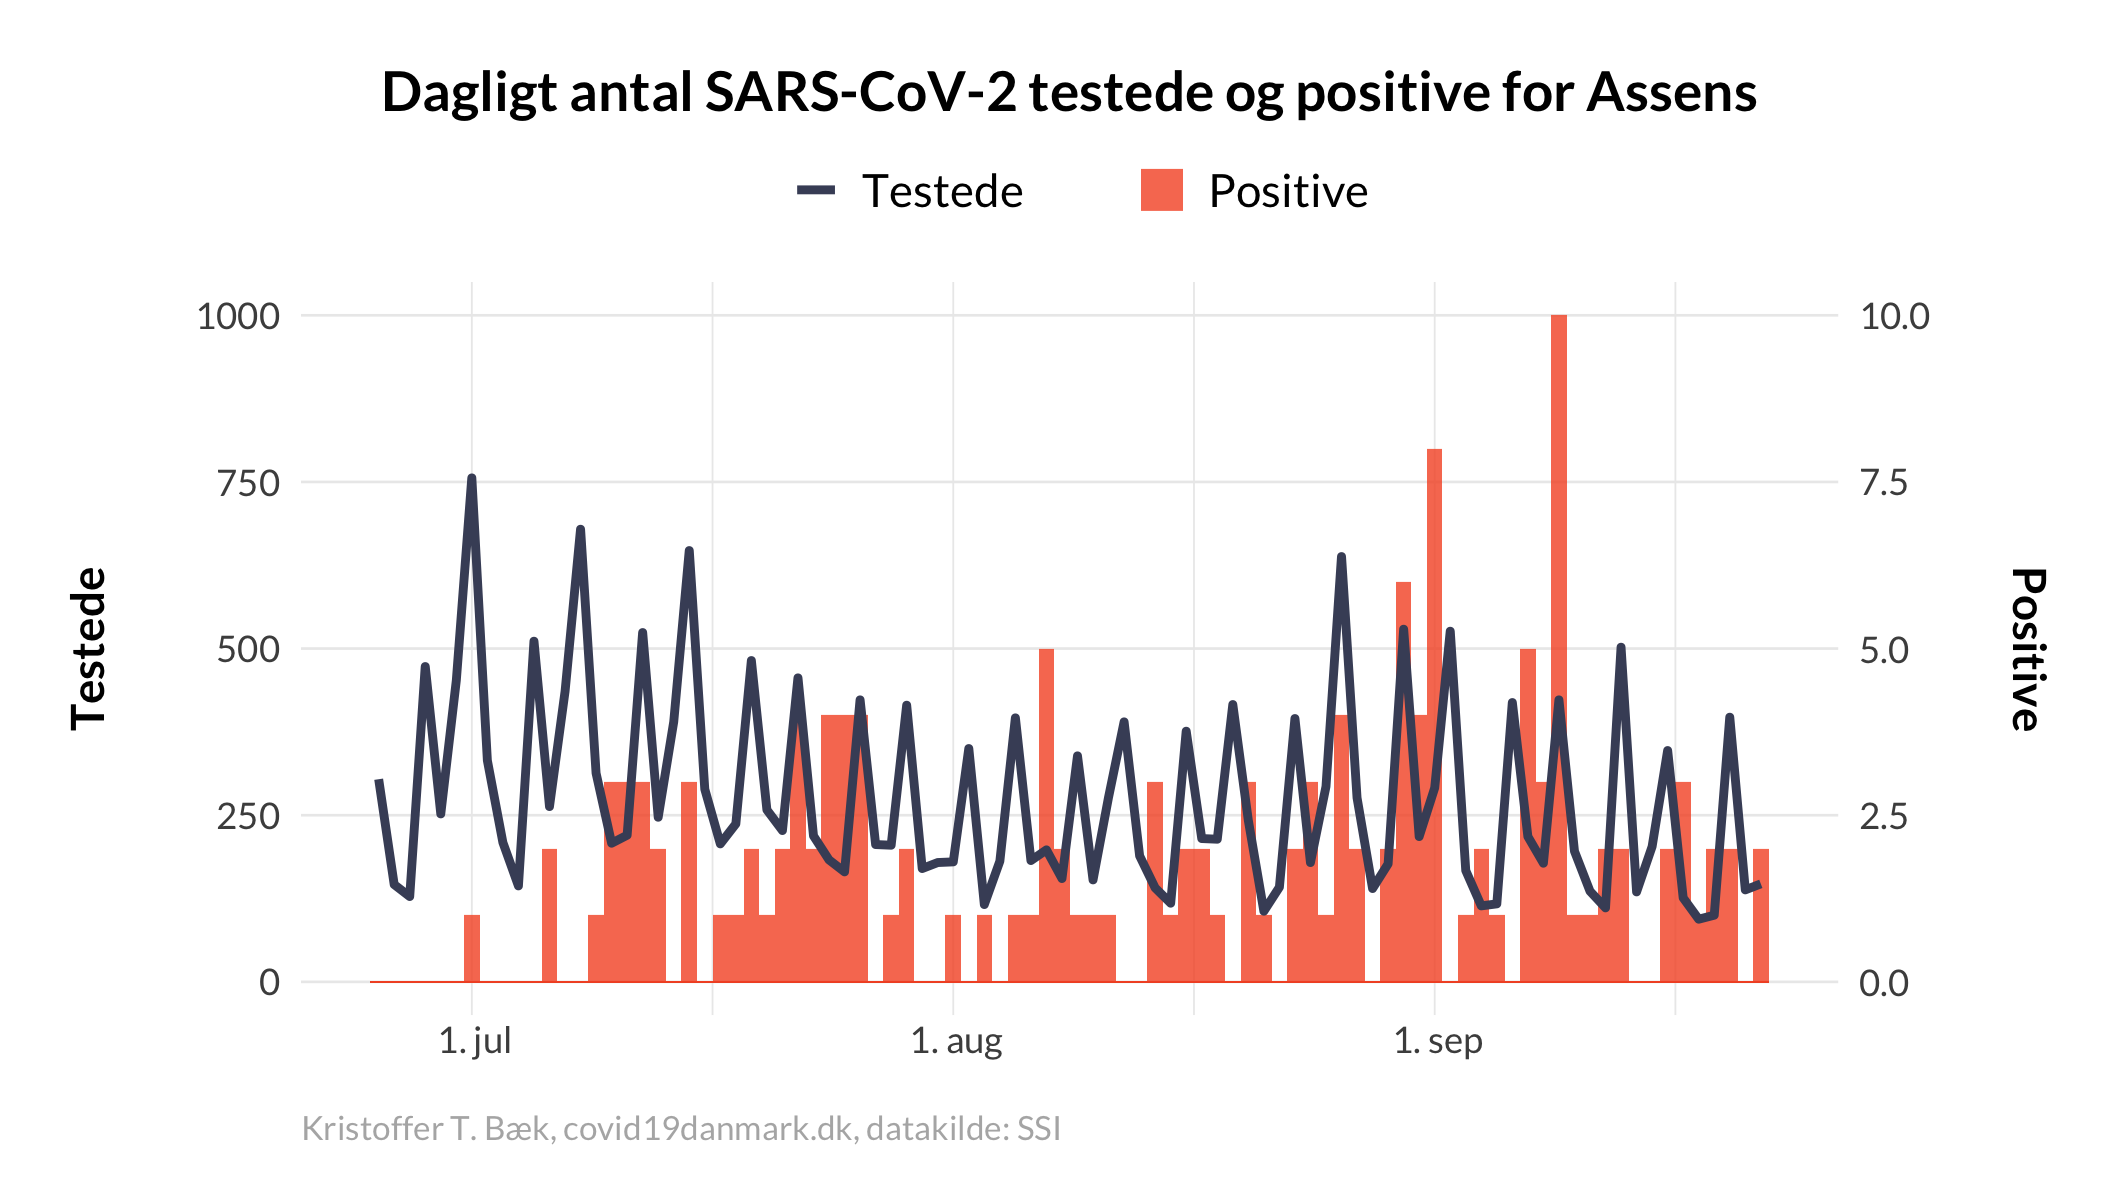 Dagligt antal SARS-CoV-2 testede og positive for Assens
Testede
Positive
1000
750
500
250
0
Testede
10.0
7.5
5.0
2.5
0.0
Positive
1. jul
1. aug
1. sep
Kristoffer T. Bæk, covid19danmark.dk, datakilde: SSI